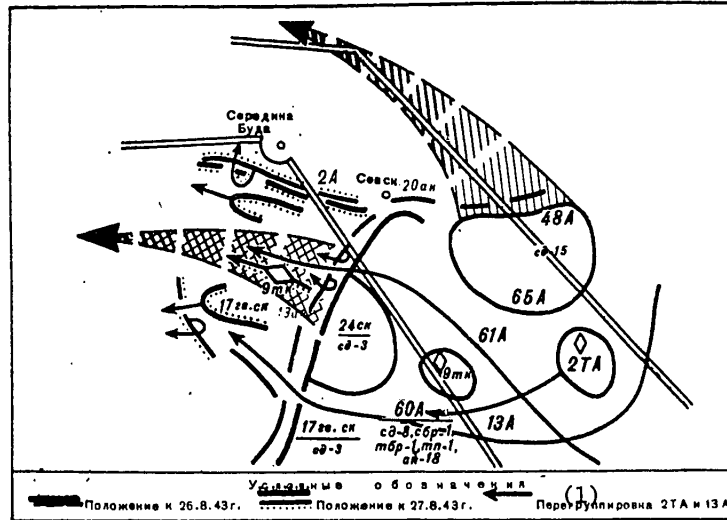 Середина
Буда
2А
Севск
20ак
48А
сд-15
65А
9тк
17гв.ск
13А
24ск
сд-3
61А
2ТА
9тк
60А
13А
17гв.ск
сд-3
сд-8, сбр-1,
тбр-1, тп-1,
ап-18
Условные обозначения
Положение к 26.8.43г.
Положение к 27.8.43г.
(1)
Перегруппировка 2ТА и 13А